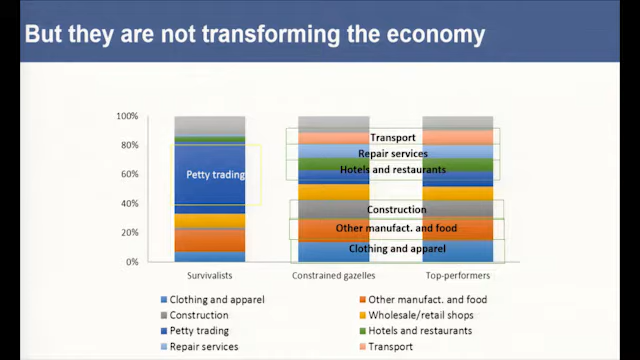 But they are not transforming the economy
100%
80%
60%
40%
20%
0%
Petty trading
Transport
Repair services
Hotels and restaurants
Construction
Other manufact. and food
Clothing and apparel
Survivalists
Constrained gazelles
Top-performers
Clothing and apparel
Other manufact. and food
Construction
Wholesale/retail shops
Petty trading
Hotels and restaurants
Repair services
Transport